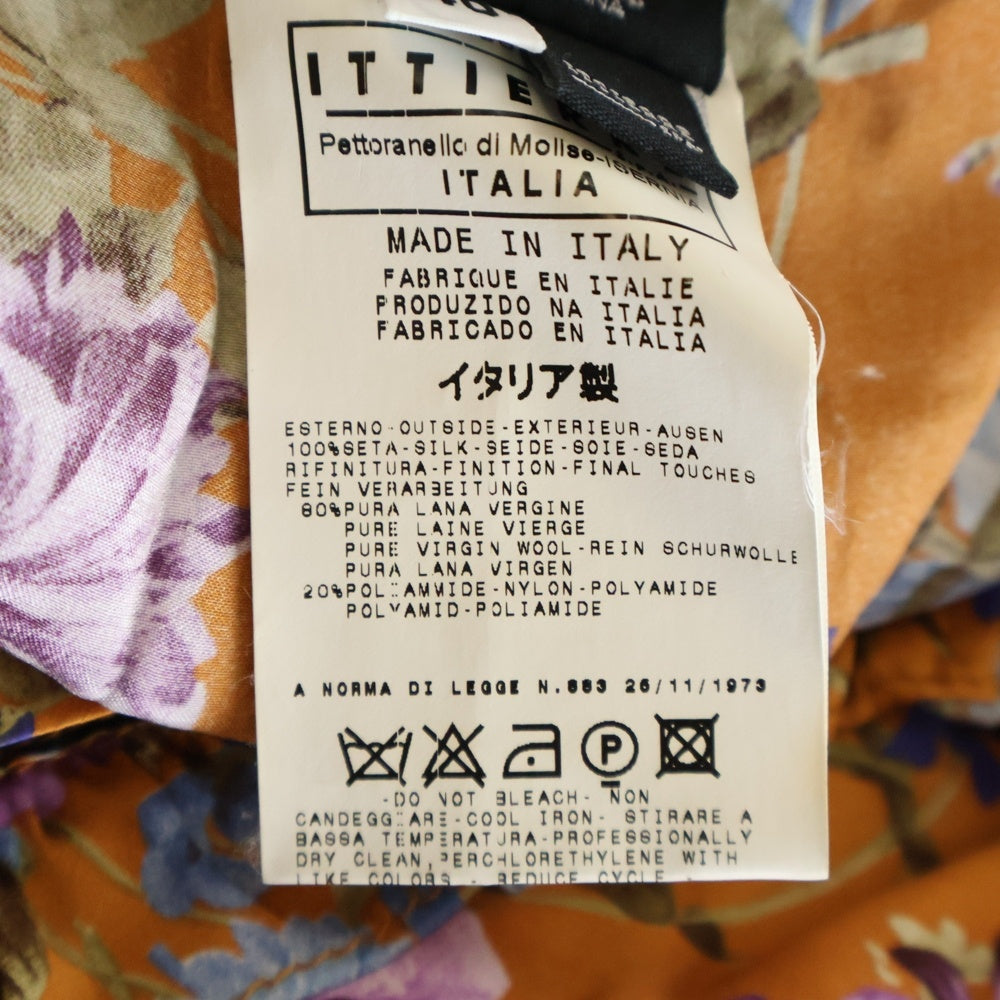 ITTIE
Pettoranello di Molise-ISERNIA
ITALIA
MADE IN ITALY
FABRIQUE EN ITALIE
PRODUZIDO NA ITALIA
FABRICADO EN ITALIA
イタリア製
ESTERNO-OUTSIDE-EXTERIEUR-AUSEN
100%SETA-SILK-SEIDE-SOIE-SEDA
RIFINITURA-FINITION-FINAL TOUCHES
FEIN VERARBEITUNG
80%PURA LANA VERGINE
PURE LAINE VIERGE
PURE VIRGIN WOOL-REIN SCHURWOLLE
PURA LANA VIRGEN
20%POLIAMMIDE-NYLON-POLYAMIDE
POLYAMID-POLIAMIDE
A NORMA DI LEGGE N.883 26/11/1973
P
-DO NOT BLEACH- NON
CANDEGGIARE-COOL IRON- STIRARE A
BASSA TEMPERATURA-PROFESSIONALLY
DRY CLEAN,PERCHLORETHYLENE WITH
LIKE COLORS - REDUCE CYCLE -